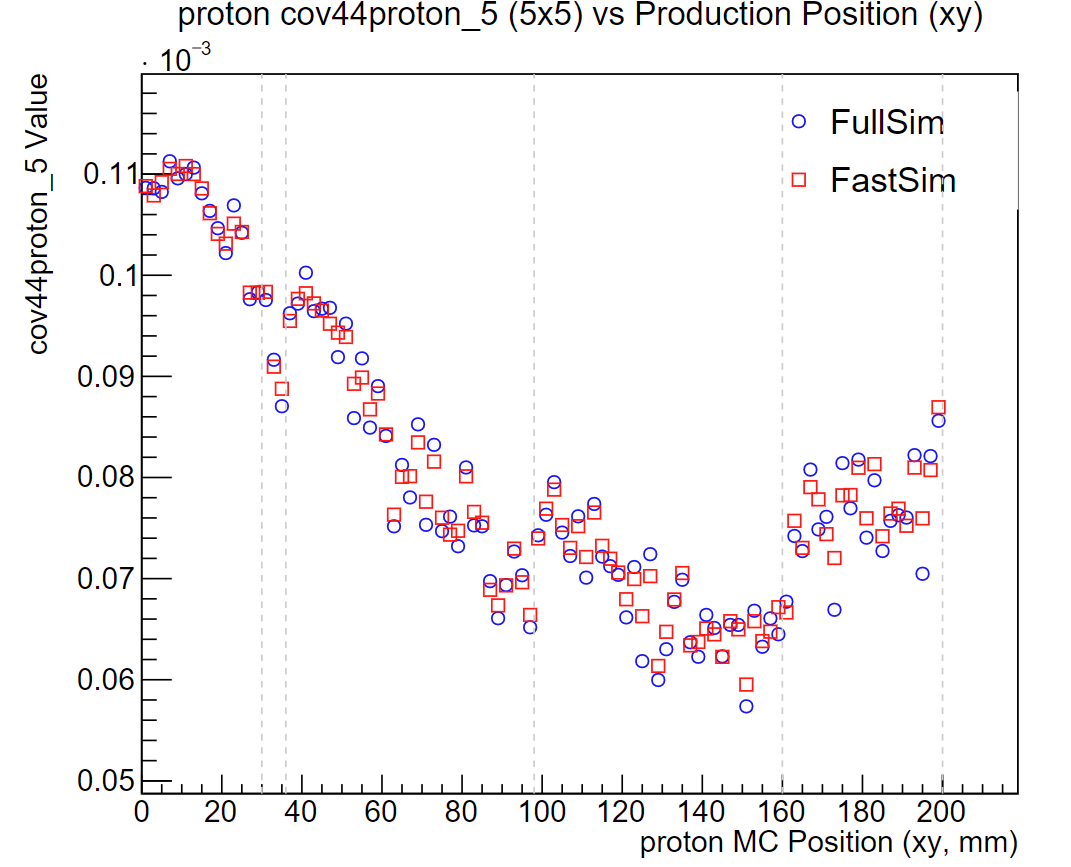 proton cov44proton_5 (5x5) vs Production Position (xy)
· 10⁻³
cov44proton_5 Value
FullSim
FastSim
0.11
0.1
0.09
0.08
0.07
0.06
0.05
0 20 40 60 80 100 120 140 160 180 200
proton MC Position (xy, mm)